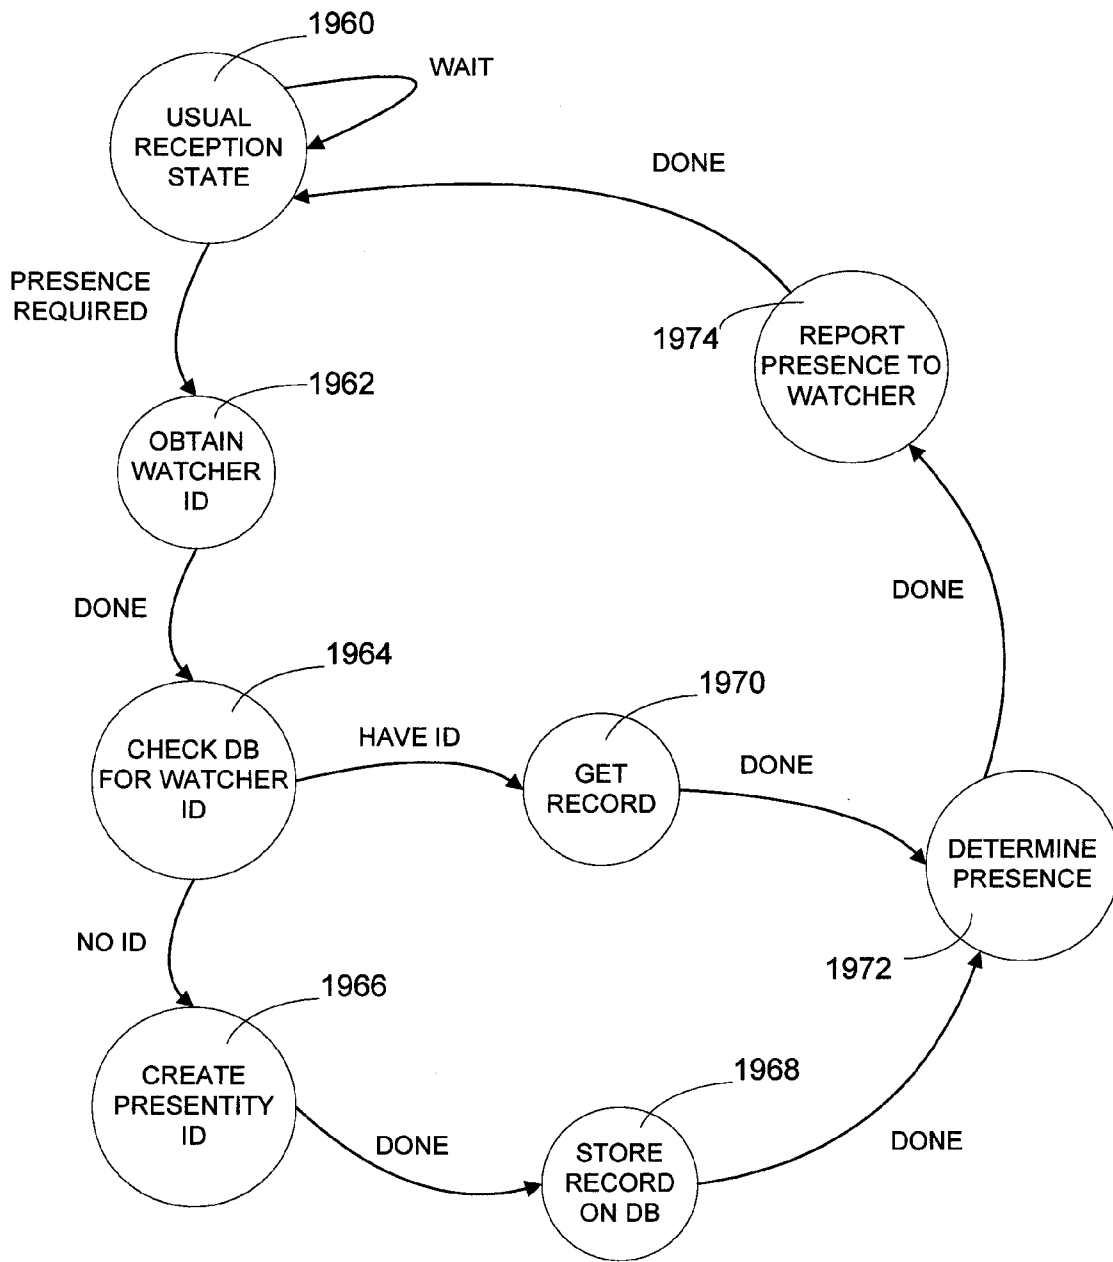 1960
WAIT
USUAL
RECEPTION
STATE
DONE
PRESENCE
REQUIRED
1974
REPORT
PRESENCE TO
WATCHER
1962
OBTAIN
WATCHER
ID
DONE
DONE
1964
1970
HAVE ID
CHECK DB
FOR WATCHER
ID
GET
RECORD
DONE
DETERMINE
PRESENCE
NO ID
1972
1966
CREATE
PRESENTITY
ID
1968
DONE
STORE
RECORD
ON DB
DONE